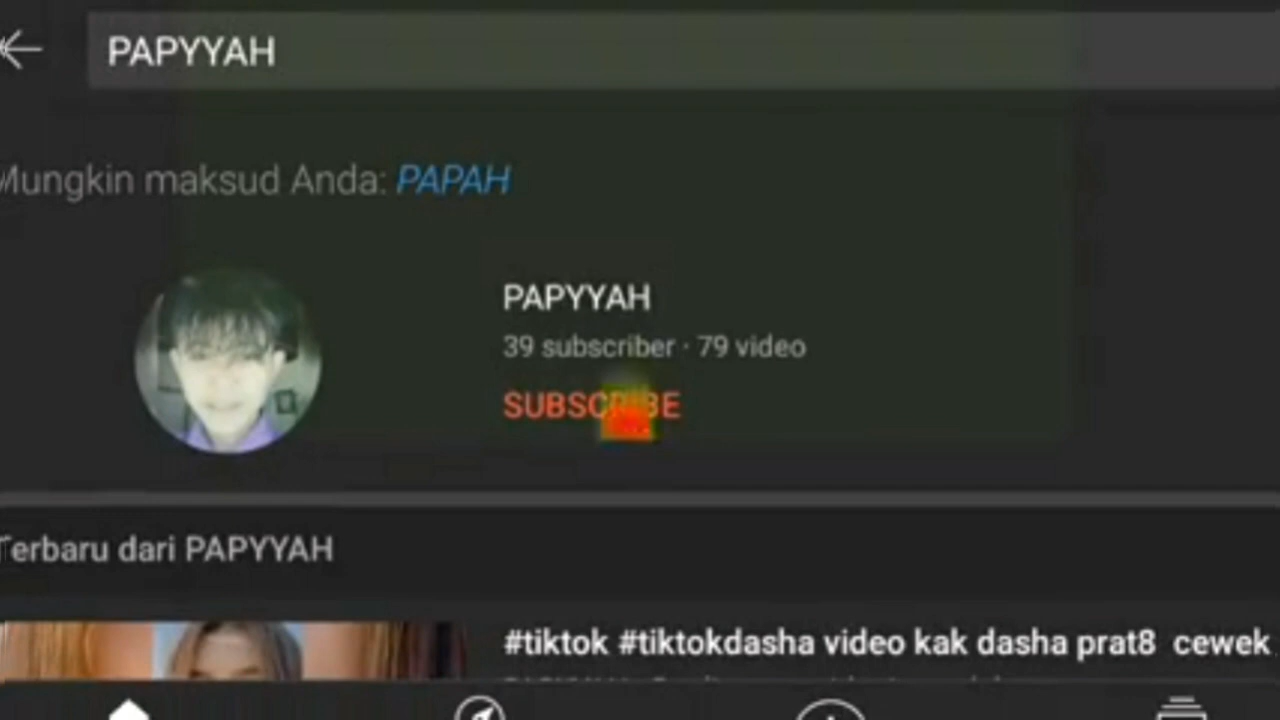 PAPYYAH
Mungkin maksud Anda: PAPAH
PAPYYAH
39 subscriber · 79 video
SUBSCRIBE
Terbaru dari PAPYYAH
#tiktok #tiktokdasha video kak dasha prat8 cewek